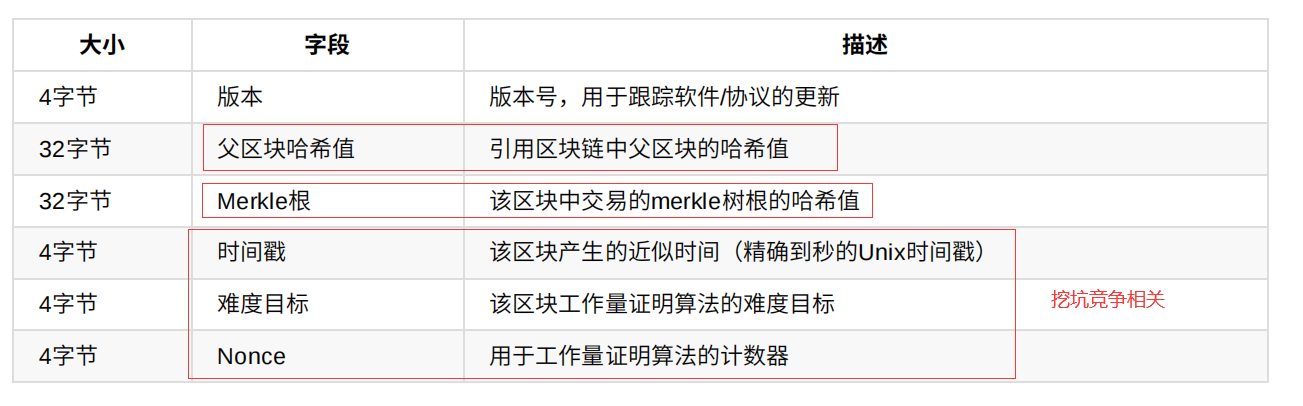 大小 字段 描述
4字节 版本 版本号，用于跟踪软件/协议的更新
32字节 父区块哈希值 引用区块链中父区块的哈希值
32字节 Merkle根 该区块中交易的merkle树根的哈希值
4字节 时间戳 该区块产生的近似时间（精确到秒的Unix时间戳）
4字节 难度目标 该区块工作量证明算法的难度目标
挖坑竞争相关
4字节 Nonce 用于工作量证明算法的计数器